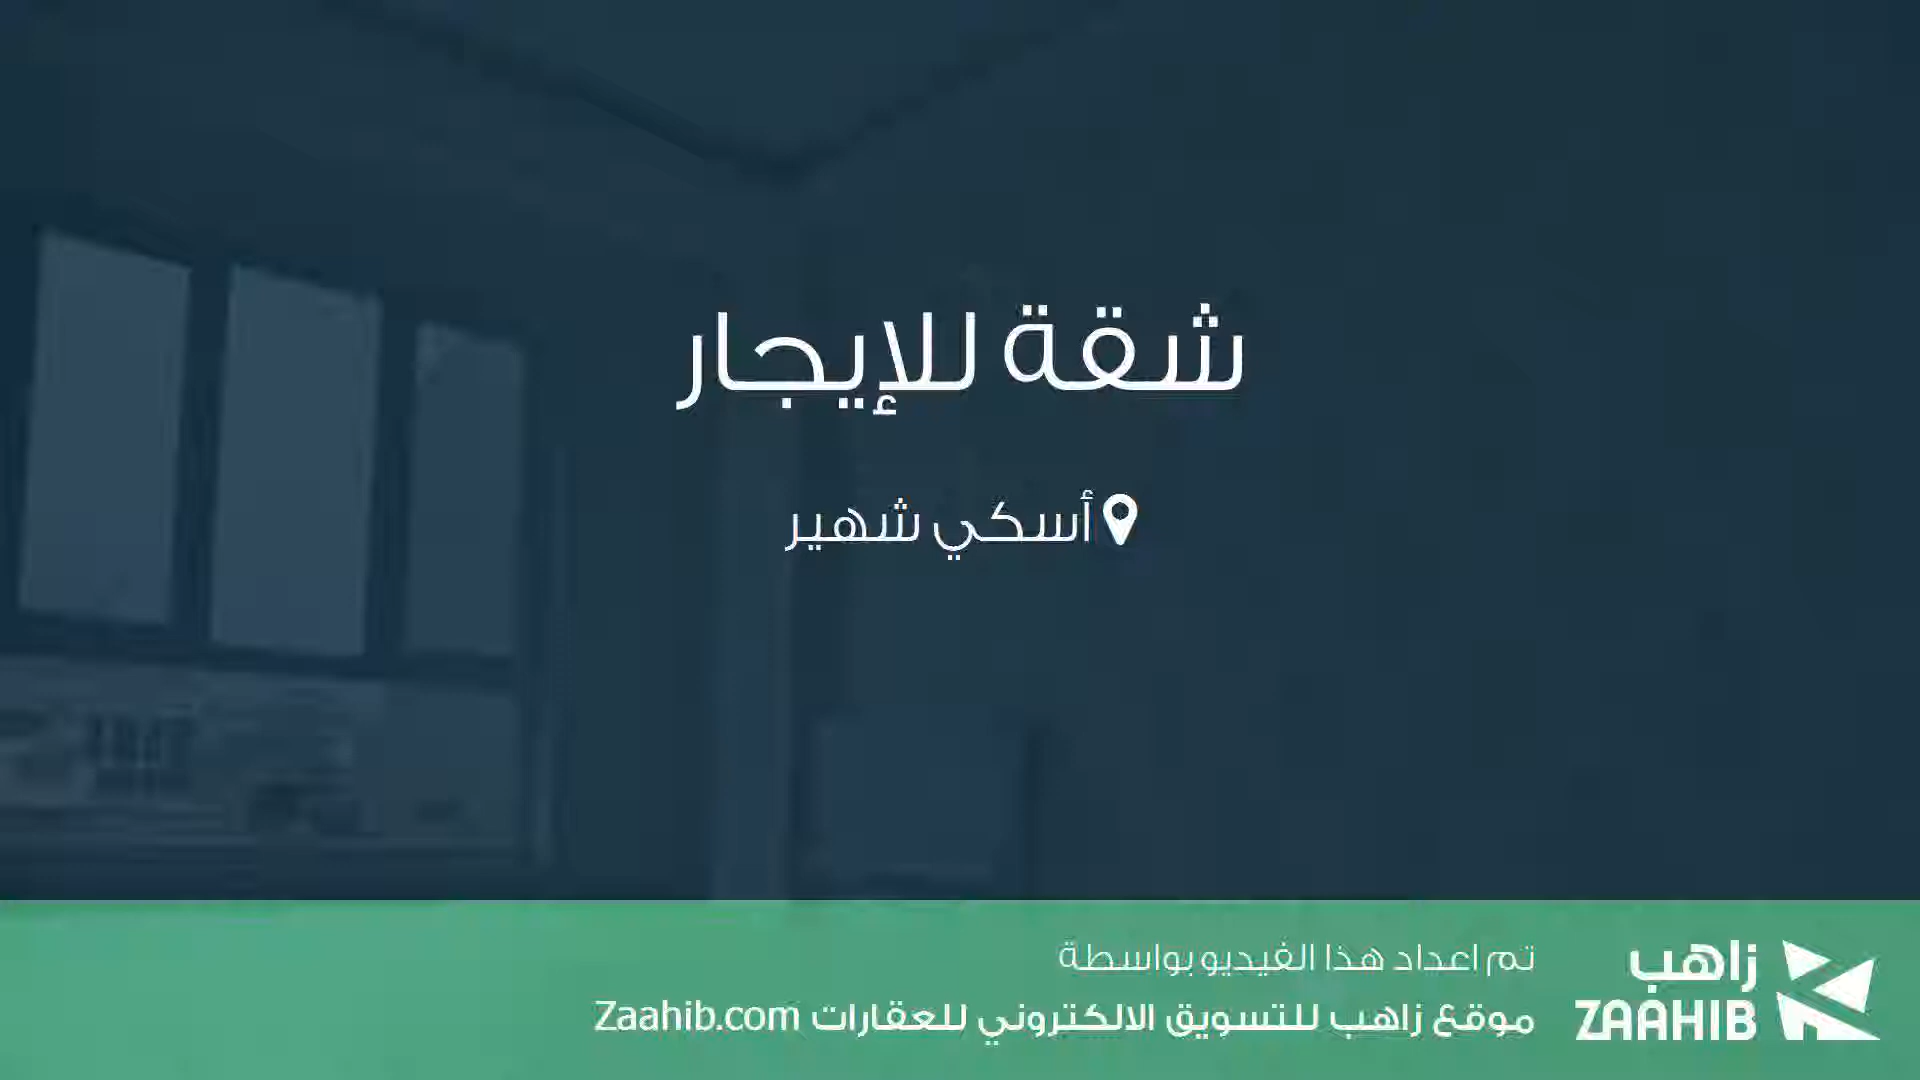 شقة للإيجار
أسكي شهير
زاهب
ZAAHIB
تم اعداد هذا الفيديو بواسطة
موقع زاهب للتسويق الالكتروني للعقارات Zaahib.com